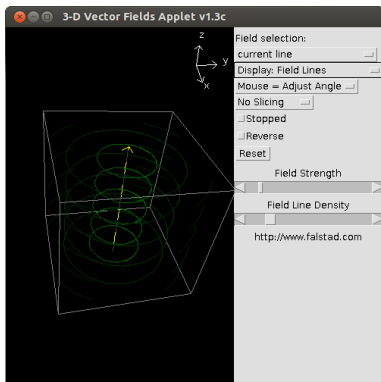 3-D Vector Fields Applet v1.3c
z
y
x
Field selection:
current line
Display: Field Lines
Mouse = Adjust Angle
No Slicing
Stopped
Reverse
Reset
Field Strength
Field Line Density
http://www.falstad.com